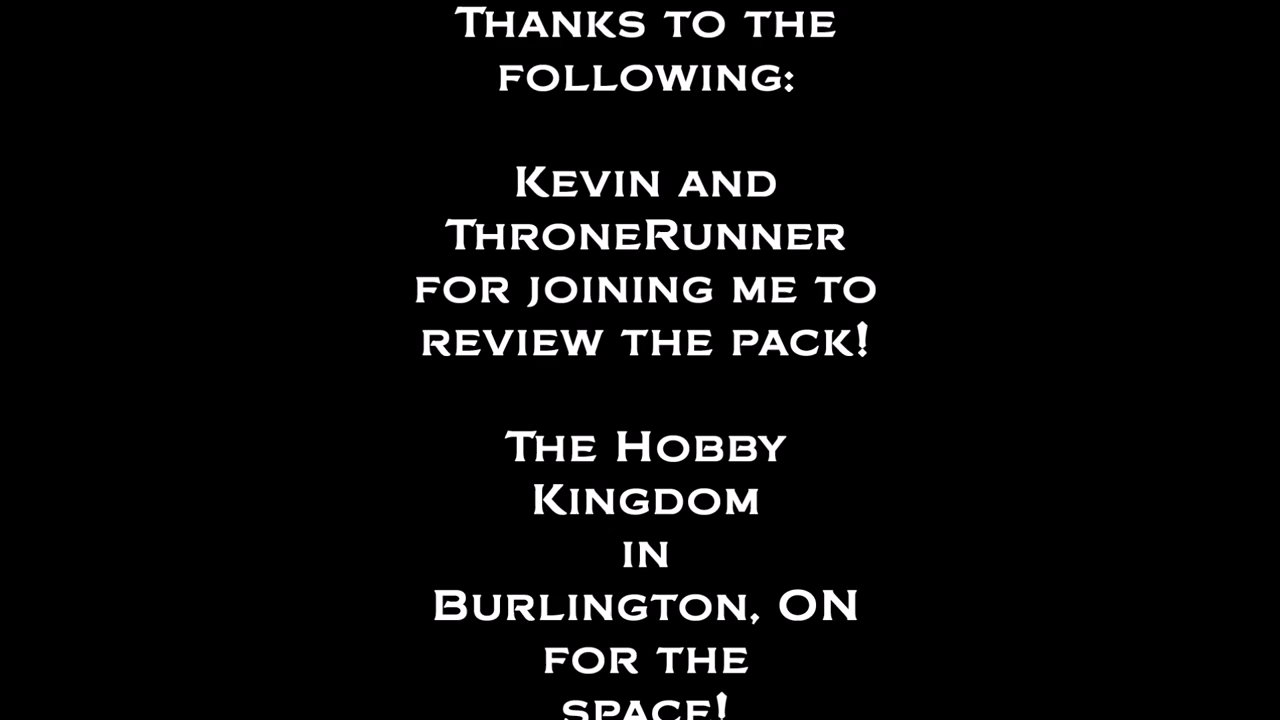 Thanks to the
following:
Kevin and
ThroneRunner
for joining me to
review the pack!
The Hobby
Kingdom
in
Burlington, ON
for the
space!